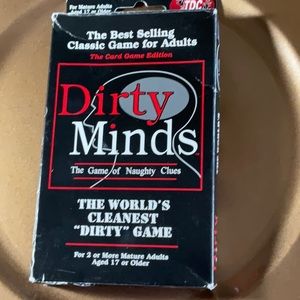 For Mature Adults
Aged 17 or Older
TDC
The Best Selling
Classic Game for Adults
The Card Game Edition
Dirty
Minds
The Game of Naughty Clues
THE WORLD'S
CLEANEST
"DIRTY" GAME
For 2 or More Mature Adults
Aged 17 or Older